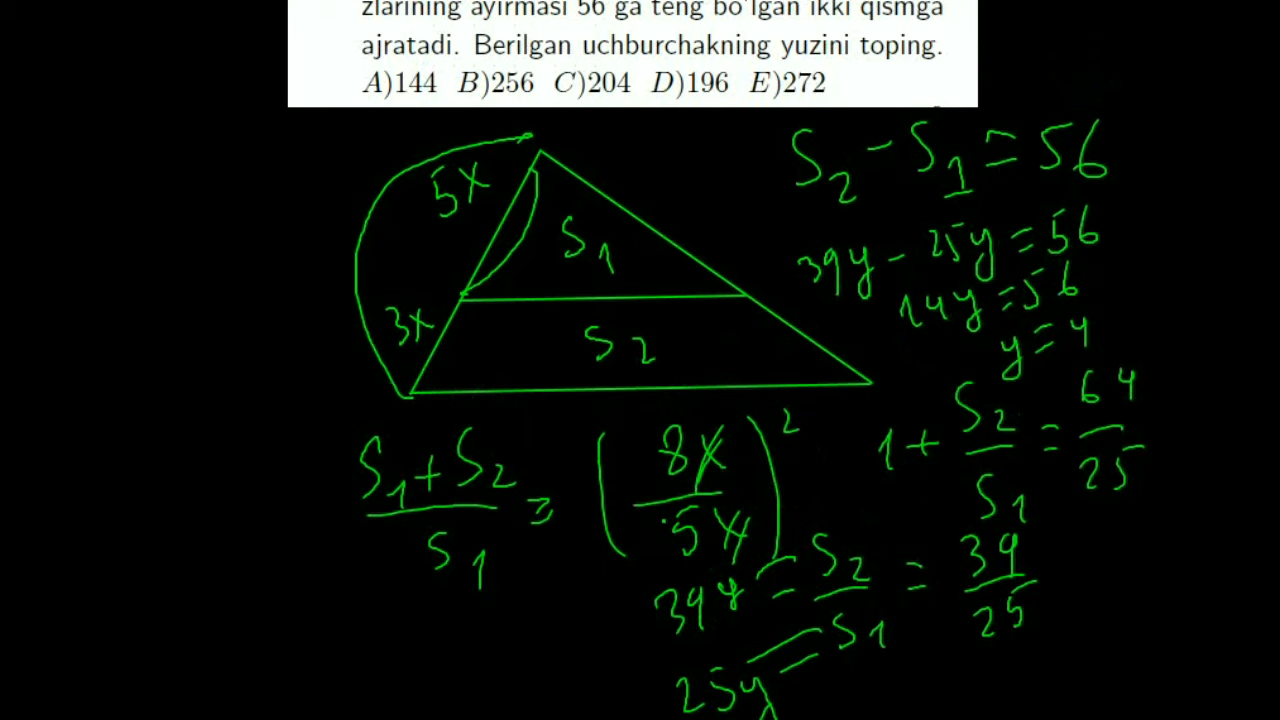 zlarining ayirmasi 56 ga teng bo'lgan ikki qismga
ajratadi. Berilgan uchburchakning yuzini toping.
A)144 B)256 C)204 D)196 E)272
S₂ - S₁ = 56
5x
S₁
39y - 25y = 56
14y = 56
3x
S₂
y = 4
(S₁ + S₂)/S₁ = (8x/5x)²
1 + S₂/S₁ = 64/25
39y/25y = S₂/S₁ = 39/25